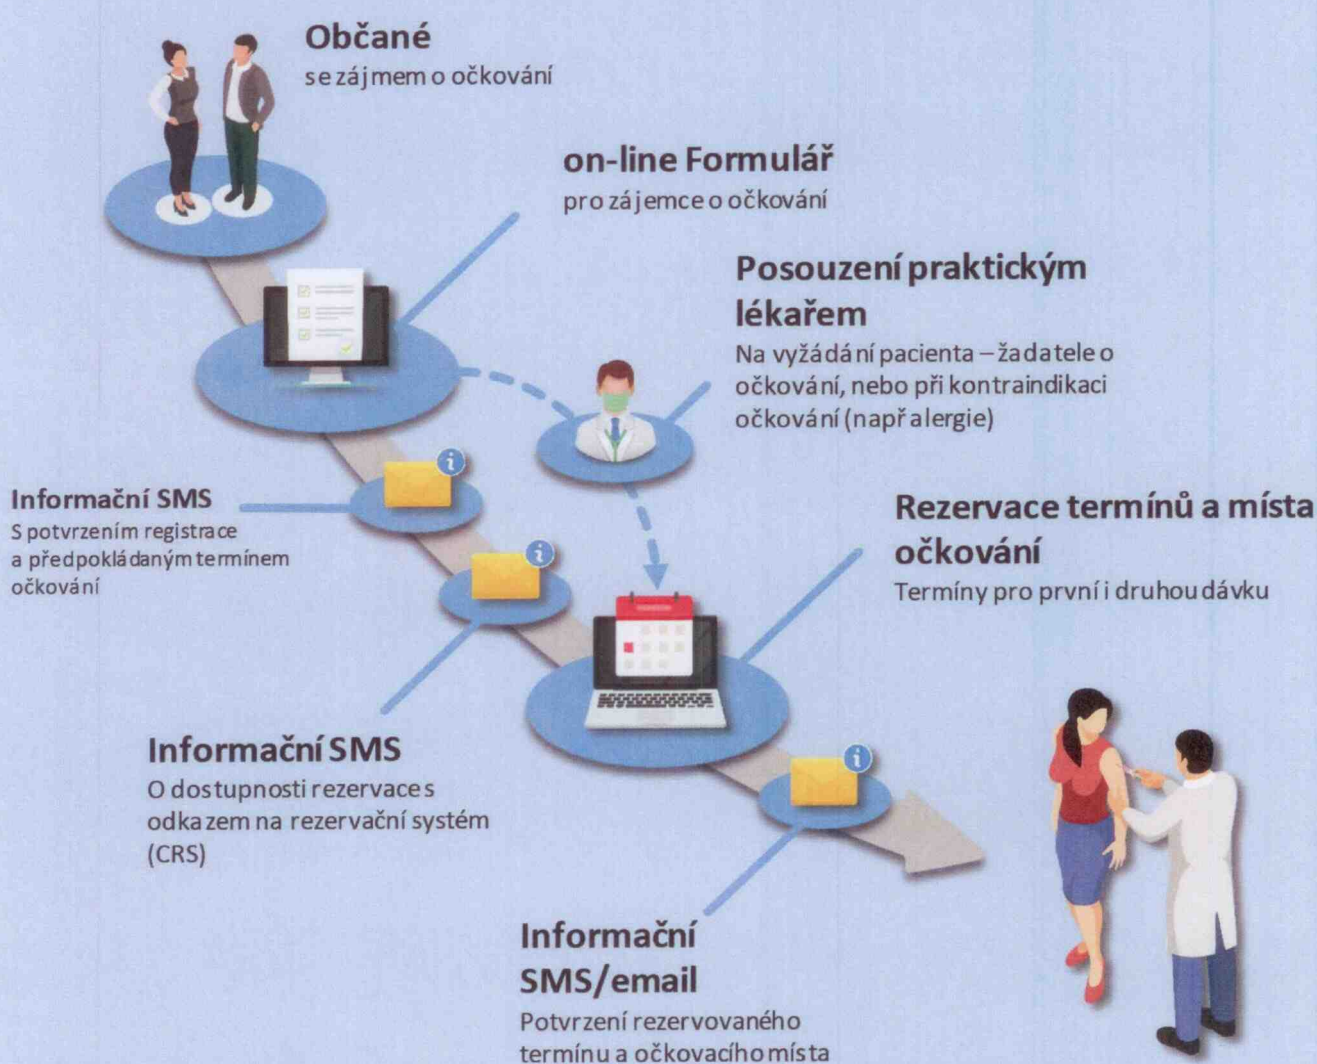 Občané
se zájmem o očkování
on-line Formulář
pro zájemce o očkování
Posouzení praktickým
lékařem
Na vyžádání pacienta – žadatele o
očkování, nebo při kontraindikaci
očkování (např alergie)
Informační SMS
S potvrzením registrace
a předpokládaným termínem
očkování
Rezervace termínů a místa
očkování
Termíny pro první i druhou dávku
Informační SMS
O dostupnosti rezervace s
odkazem na rezervační systém
(CRS)
Informační
SMS/email
Potvrzení rezervovaného
termínu a očkovacího místa